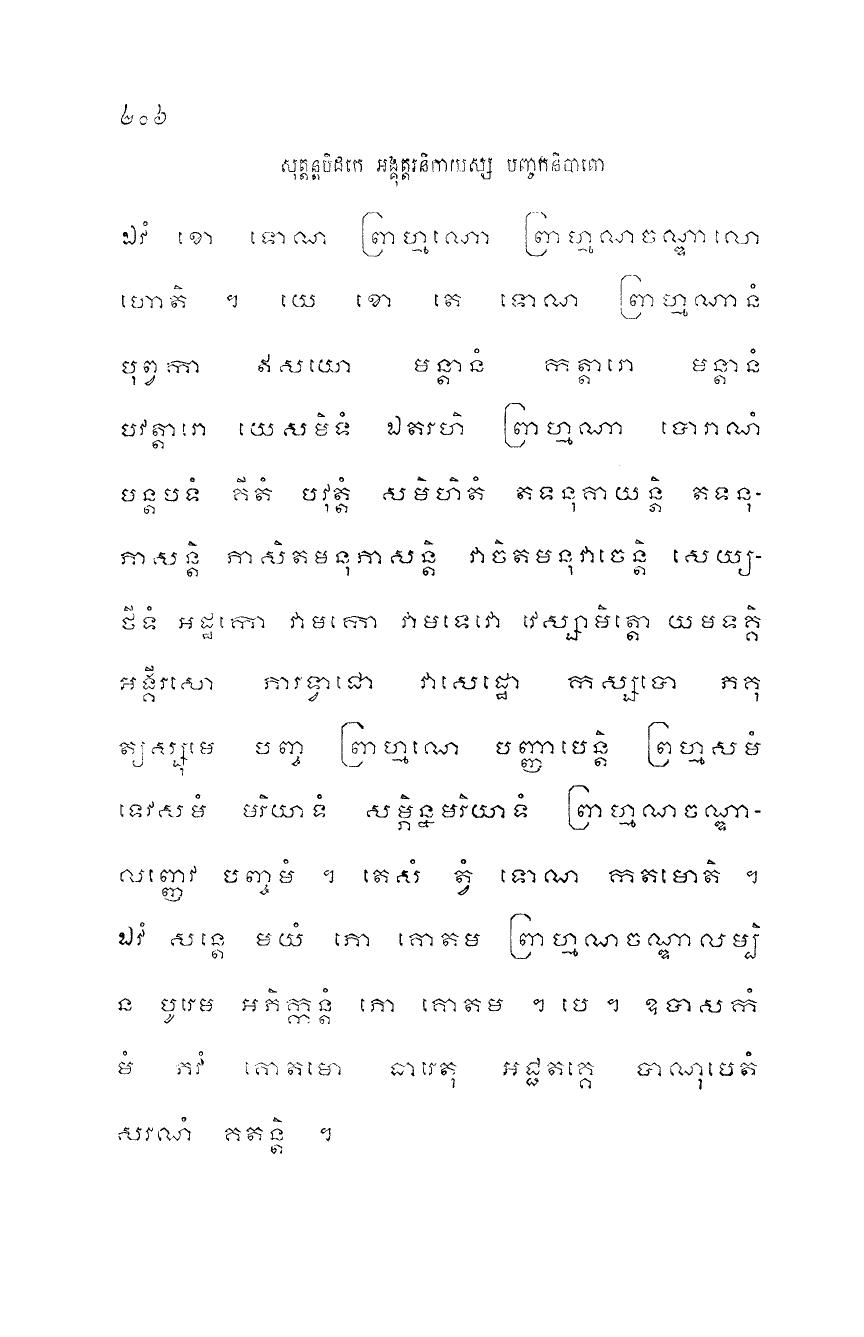 ៤០៦
សុត្តន្តបិដកេ អង្គុត្តរនិកាយស្ស បញ្ចកនិបាតោ
ឯវំ ខោ ទោណ ព្រាហ្មណោ ព្រាហ្មណចណ្ឌាលោ
ហោតិ ។ យេ ខោ តេ ទោណ ព្រាហ្មណានំ
បុព្វកា ឥសយោ មន្តានំ កត្តារោ មន្តានំ
បវត្តារោ យេសមិទំ ឯតរហិ ព្រាហ្មណា បោរាណំ
បន្តបទំ គីតំ បវុត្តំ សមិហិតំ តទនុគាយន្តិ តទនុ-
ភាសន្តិ ភាសិតមនុភាសន្តិ វាចិតមនុវាចេន្តិ សេយ្យ-
ថីទំ អដ្ឋកោ វាមកោ វាមទេវោ វេស្សាមិត្តោ យមទគ្គិ
អង្គីរសោ ភារទ្វាជោ វាសេដ្ឋោ កស្សបោ ភគុ
ត្យស្សុមេ បញ្ច ព្រាហ្មណេ បញ្ញាបេន្តិ ព្រហ្មសមំ
ទេវសមំ មរិយាទំ សម្ភិន្នមរិយាទំ ព្រាហ្មណចណ្ឌា-
លញ្ញេវ បញ្ចមំ ។ តេសំ ត្វំ ទោណ កតមោតិ ។
ឯវំ សន្តេ មយំ ភោ គោតម ព្រាហ្មណចណ្ឌាលម្បិ
ន បូរេម អភិក្កន្តំ ភោ គោតម ។ បេ ។ ឧបាសកំ
មំ ភវំ គោតមោ ធារេតុ អជ្ជតគ្គេ បាណុបេតំ
សរណំ គតន្តិ ។